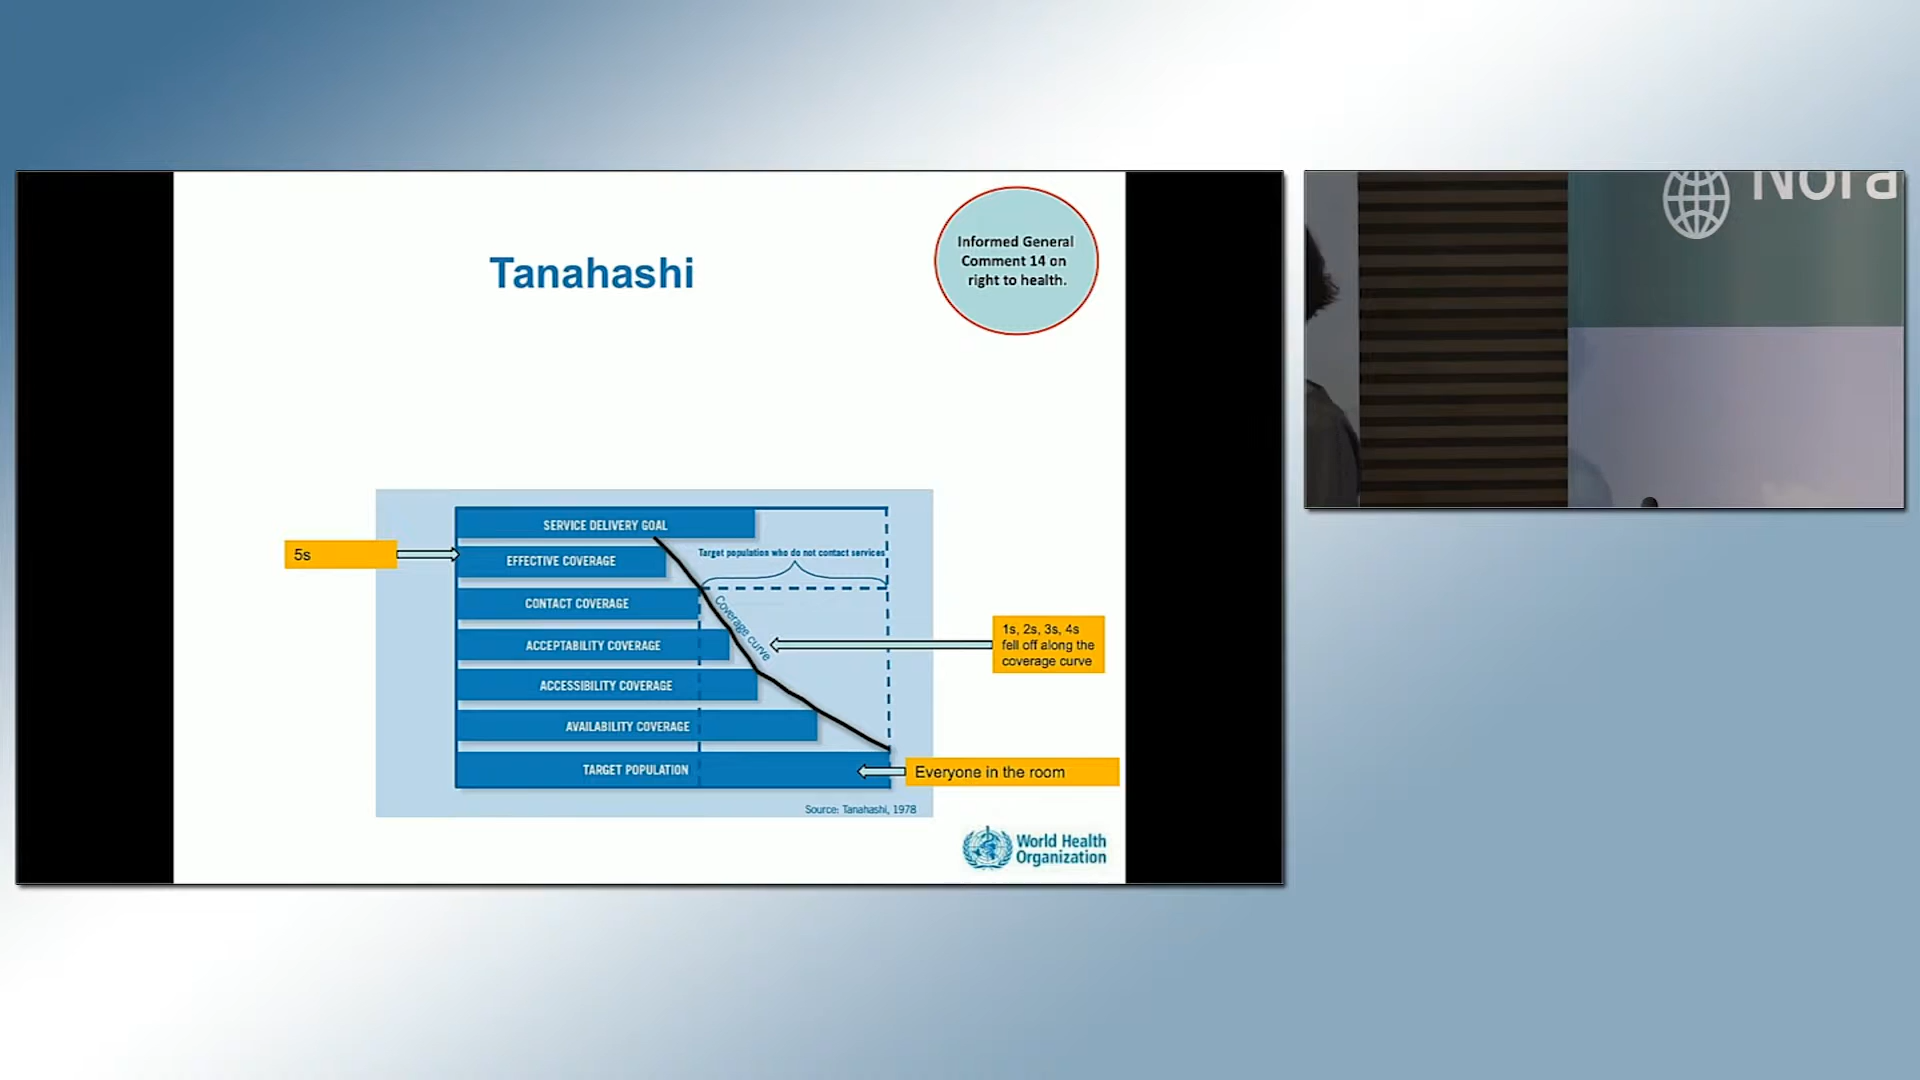 Informed General
Comment 14 on
right to health.
Tanahashi
SERVICE DELIVERY GOAL
EFFECTIVE COVERAGE
CONTACT COVERAGE
ACCEPTABILITY COVERAGE
ACCESSIBILITY COVERAGE
AVAILABILITY COVERAGE
TARGET POPULATION
Target population who do not contact services
Coverage curve
5s
1s, 2s, 3s, 4s
fell off along the
coverage curve
Everyone in the room
Source: Tanahashi, 1978
World Health
Organization
Nora